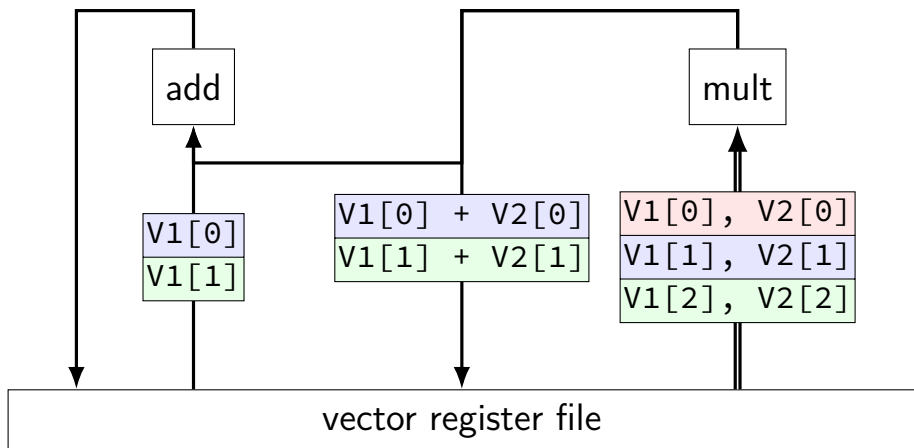 add
mult
V1[0]
V1[1]
V1[0] + V2[0]
V1[1] + V2[1]
V1[0], V2[0]
V1[1], V2[1]
V1[2], V2[2]
vector register file